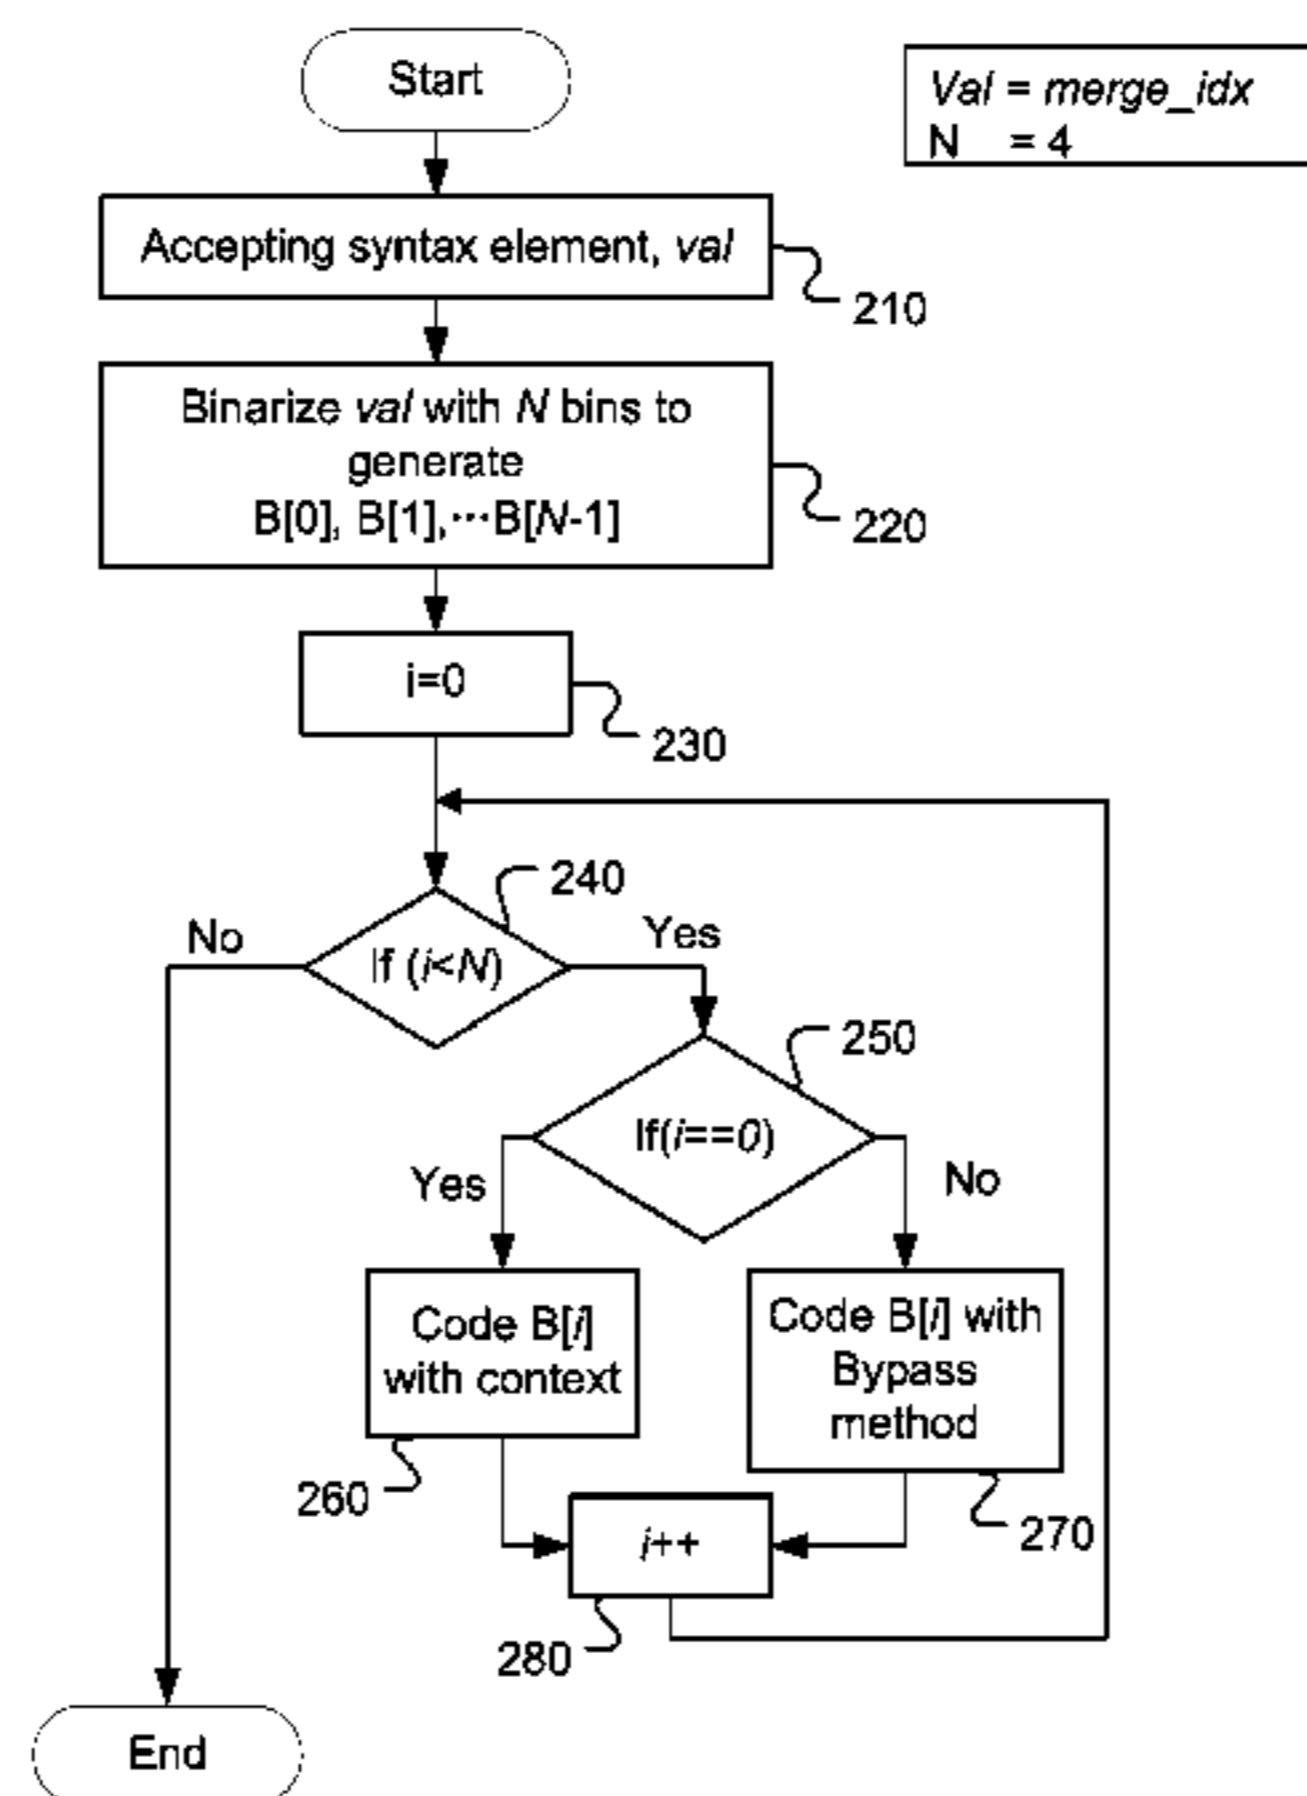 Start
Val = merge_idx
N = 4
Accepting syntax element, val
210
Binarize val with N bins to
generate
B[0], B[1],···B[N-1]
220
i=0
230
240
No
Yes
If (i<N)
250
If(i==0)
Yes
No
Code B[i]
with context
Code B[i] with
Bypass
method
260
270
i++
280
End